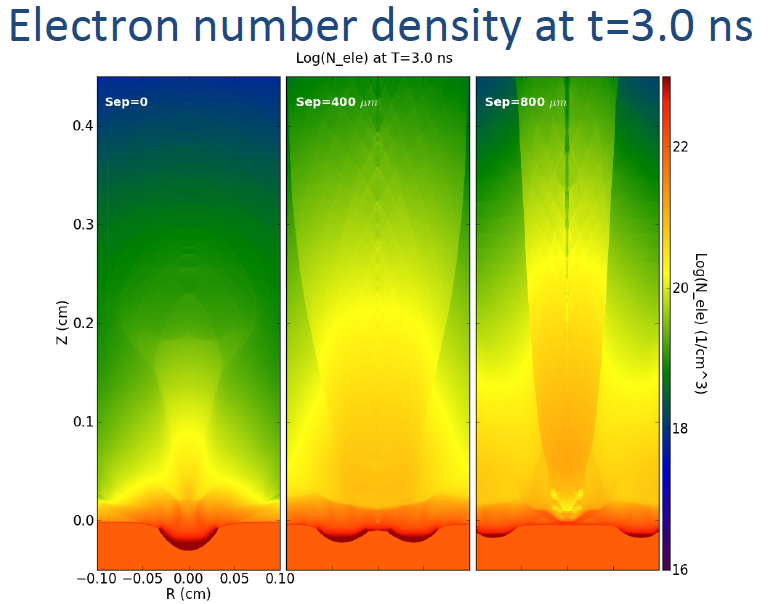 Electron number density at t=3.0 ns
Log(N_ele) at T=3.0 ns
Sep=0
Sep=400 μm
Sep=800 μm
0.4
0.3
0.2
0.1
0.0
Z (cm)
−0.10 −0.05 0.00 0.05 0.10
R (cm)
22
20
18
16
Log(N_ele) (1/cm^3)